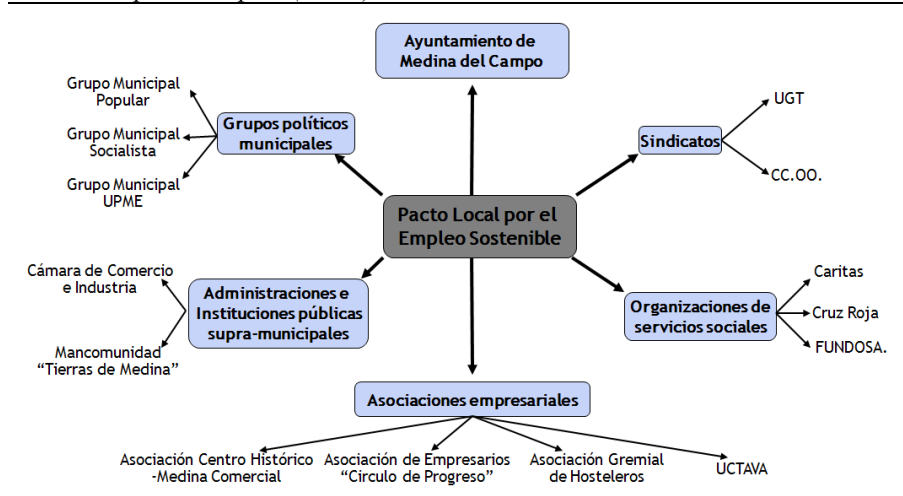 Ayuntamiento de
Medina del Campo
Grupo Municipal
Popular
Grupo Municipal
Socialista
Grupo Municipal
UPME
Grupos políticos
municipales
Sindicatos
UGT
CC.OO.
Pacto Local por el
Empleo Sostenible
Cámara de Comercio
e Industria
Mancomunidad
“Tierras de Medina”
Administraciones e
Instituciones públicas
supra-municipales
Organizaciones de
servicios sociales
Caritas
Cruz Roja
FUNDOSA.
Asociaciones empresariales
Asociación Centro Histórico
-Medina Comercial
Asociación de Empresarios
“Circulo de Progreso”
Asociación Gremial
de Hosteleros
UCTAVA